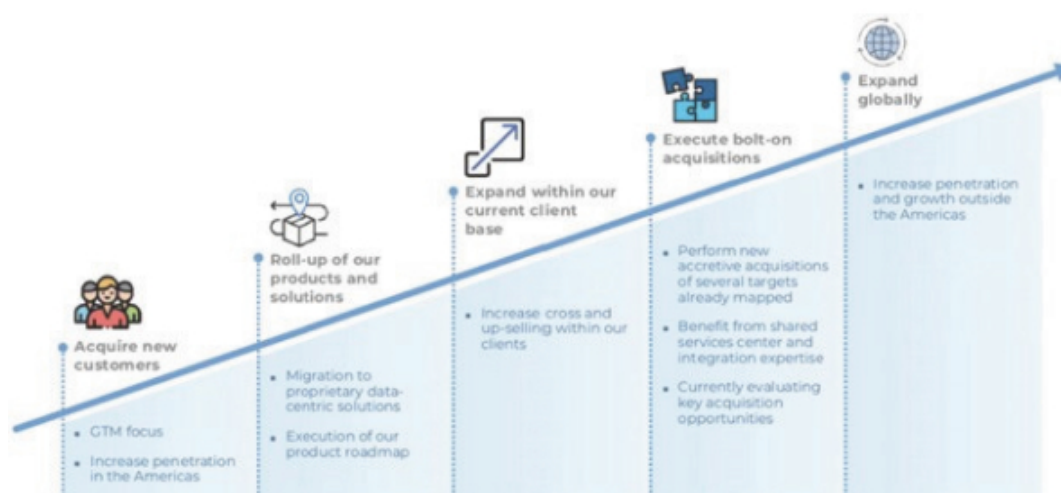 Acquire new
customers
▪ GTM focus
▪ Increase penetration
in the Americas
Roll-up of our
products and
solutions
▪ Migration to
proprietary data-
centric solutions
▪ Execution of our
product roadmap
Expand within our
current client
base
▪ Increase cross and
up-selling within our
clients
Execute bolt-on
acquisitions
▪ Perform new
accretive acquisitions
of several targets
already mapped
▪ Benefit from shared
services center and
integration expertise
▪ Currently evaluating
key acquisition
opportunities
Expand
globally
▪ Increase penetration
and growth outside
the Americas